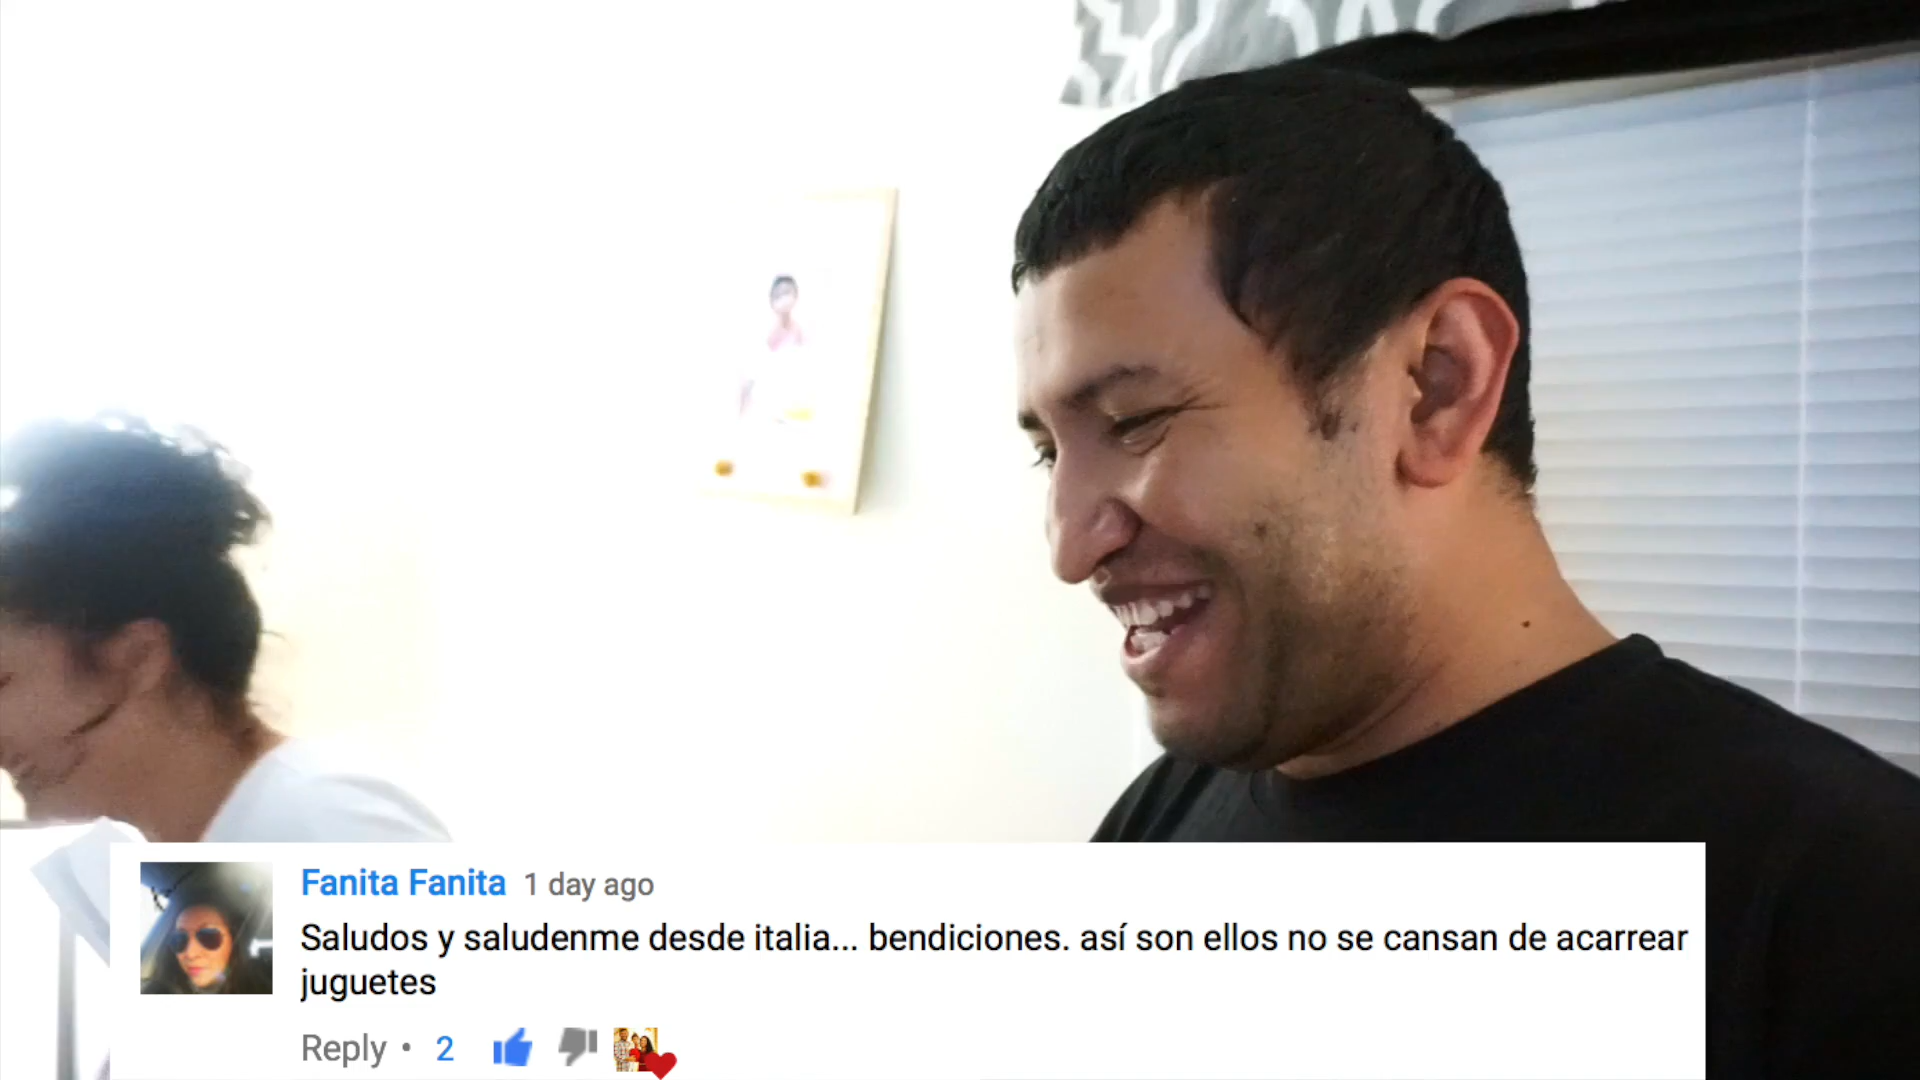 Fanita Fanita 1 day ago
Saludos y saludenme desde italia... bendiciones. así son ellos no se cansan de acarrear
juguetes
Reply • 2